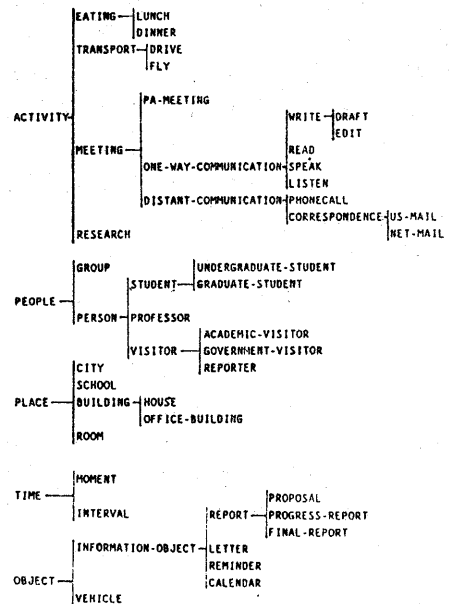 EATING LUNCH
DINNER
TRANSPORT DRIVE
FLY
PA-MEETING
WRITE DRAFT
EDIT
ACTIVITY
MEETING
READ
ONE-WAY-COMMUNICATION SPEAK
LISTEN
DISTANT-COMMUNICATION PHONECALL
CORRESPONDENCE US-MAIL
NET-MAIL
RESEARCH
GROUP
UNDERGRADUATE-STUDENT
STUDENT GRADUATE-STUDENT
PEOPLE
PERSON PROFESSOR
ACADEMIC-VISITOR
VISITOR GOVERNMENT-VISITOR
REPORTER
CITY
SCHOOL
PLACE BUILDING HOUSE
OFFICE-BUILDING
ROOM
MOMENT
TIME
INTERVAL
PROPOSAL
REPORT PROGRESS-REPORT
FINAL-REPORT
INFORMATION-OBJECT LETTER
REMINDER
OBJECT CALENDAR
VEHICLE